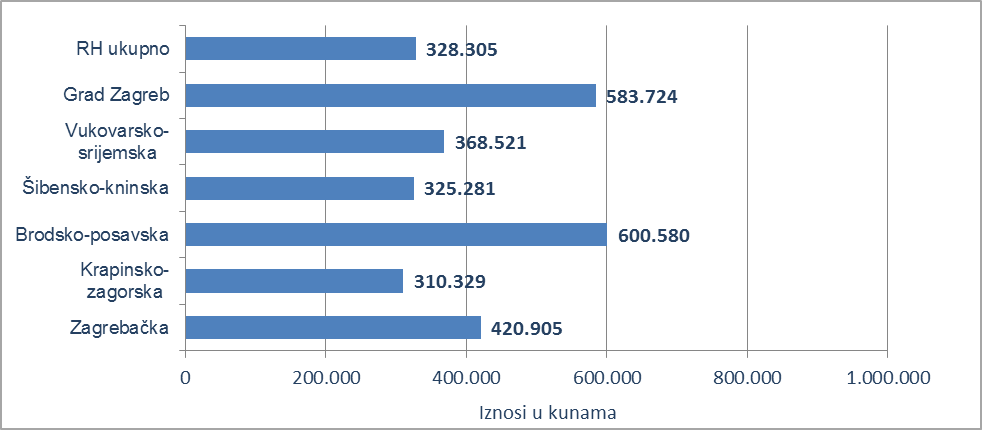 RH ukupno
328.305
Grad Zagreb
583.724
Vukovarsko-
srijemska
368.521
Šibensko-kninska
325.281
Brodsko-posavska
600.580
Krapinsko-
zagorska
310.329
Zagrebačka
420.905
0 200.000 400.000 600.000 800.000 1.000.000
Iznosi u kunama